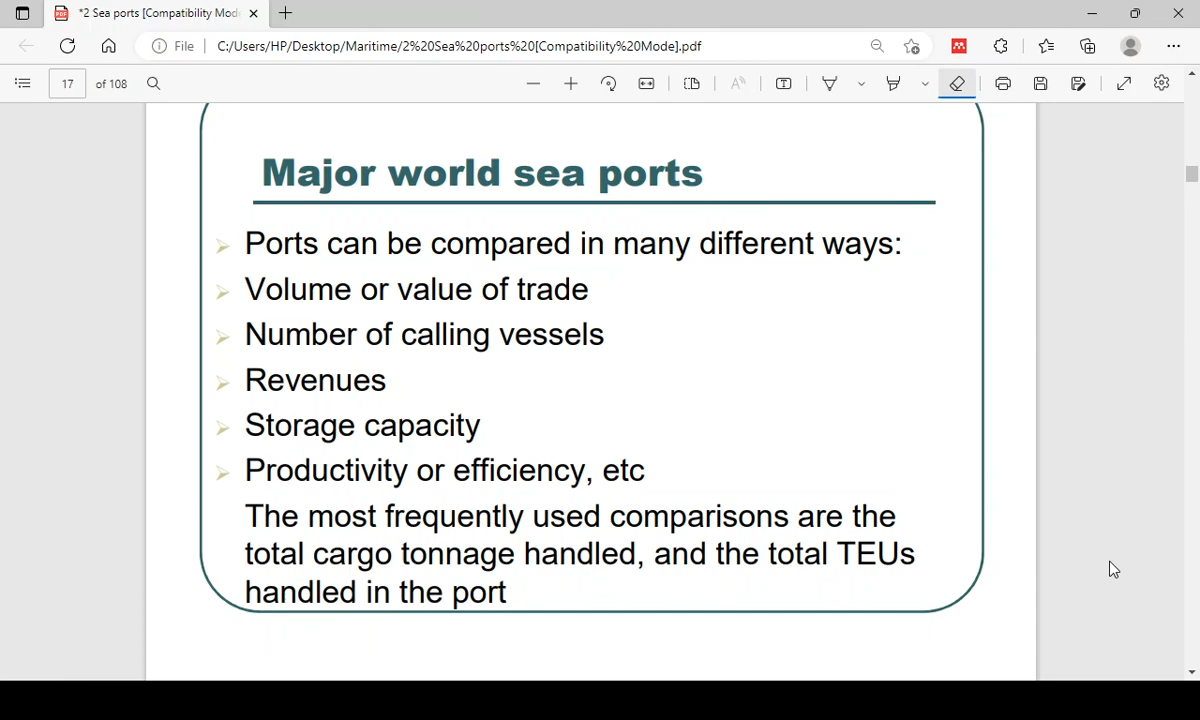 *2 Sea ports [Compatibility Mode
File
C:/Users/HP/Desktop/Maritime/2%20Sea%20ports%20[Compatibility%20Mode].pdf
17 of 108
Major world sea ports
Ports can be compared in many different ways:
Volume or value of trade
Number of calling vessels
Revenues
Storage capacity
Productivity or efficiency, etc
The most frequently used comparisons are the
total cargo tonnage handled, and the total TEUs
handled in the port